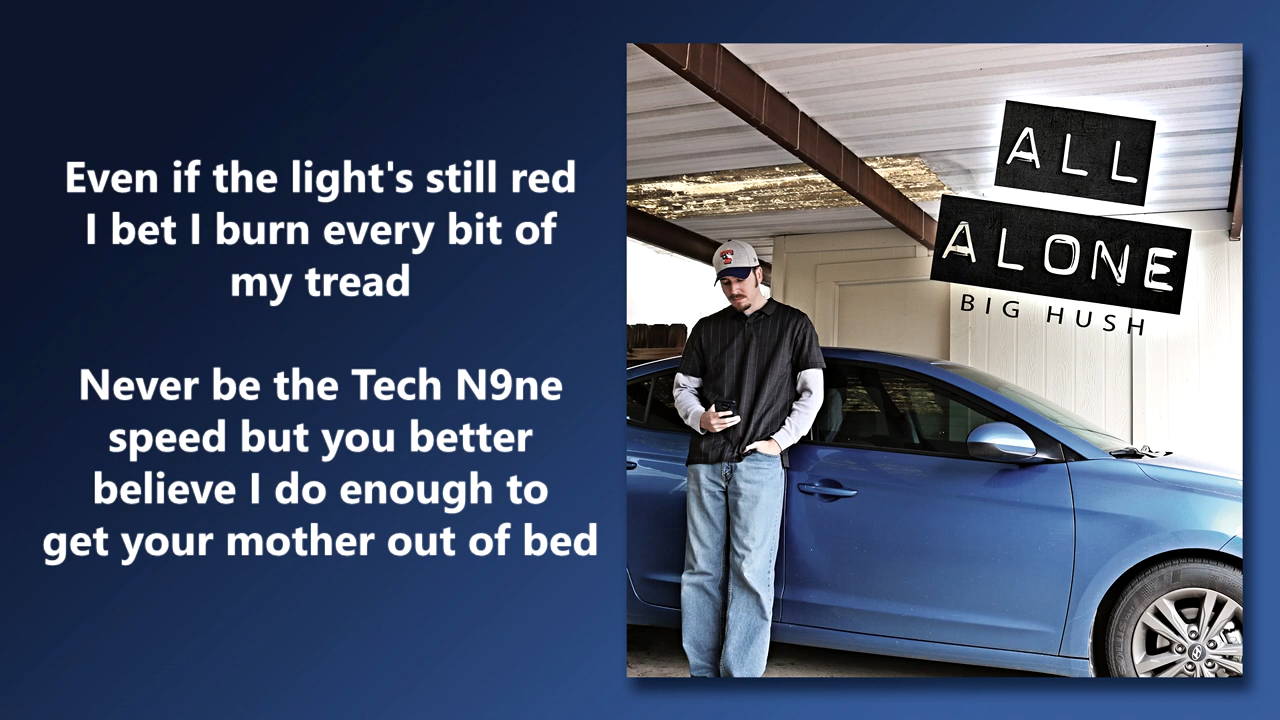 Even if the light's still red
I bet I burn every bit of
my tread
Never be the Tech N9ne
speed but you better
believe I do enough to
get your mother out of bed
ALL
ALONE
BIG HUSH